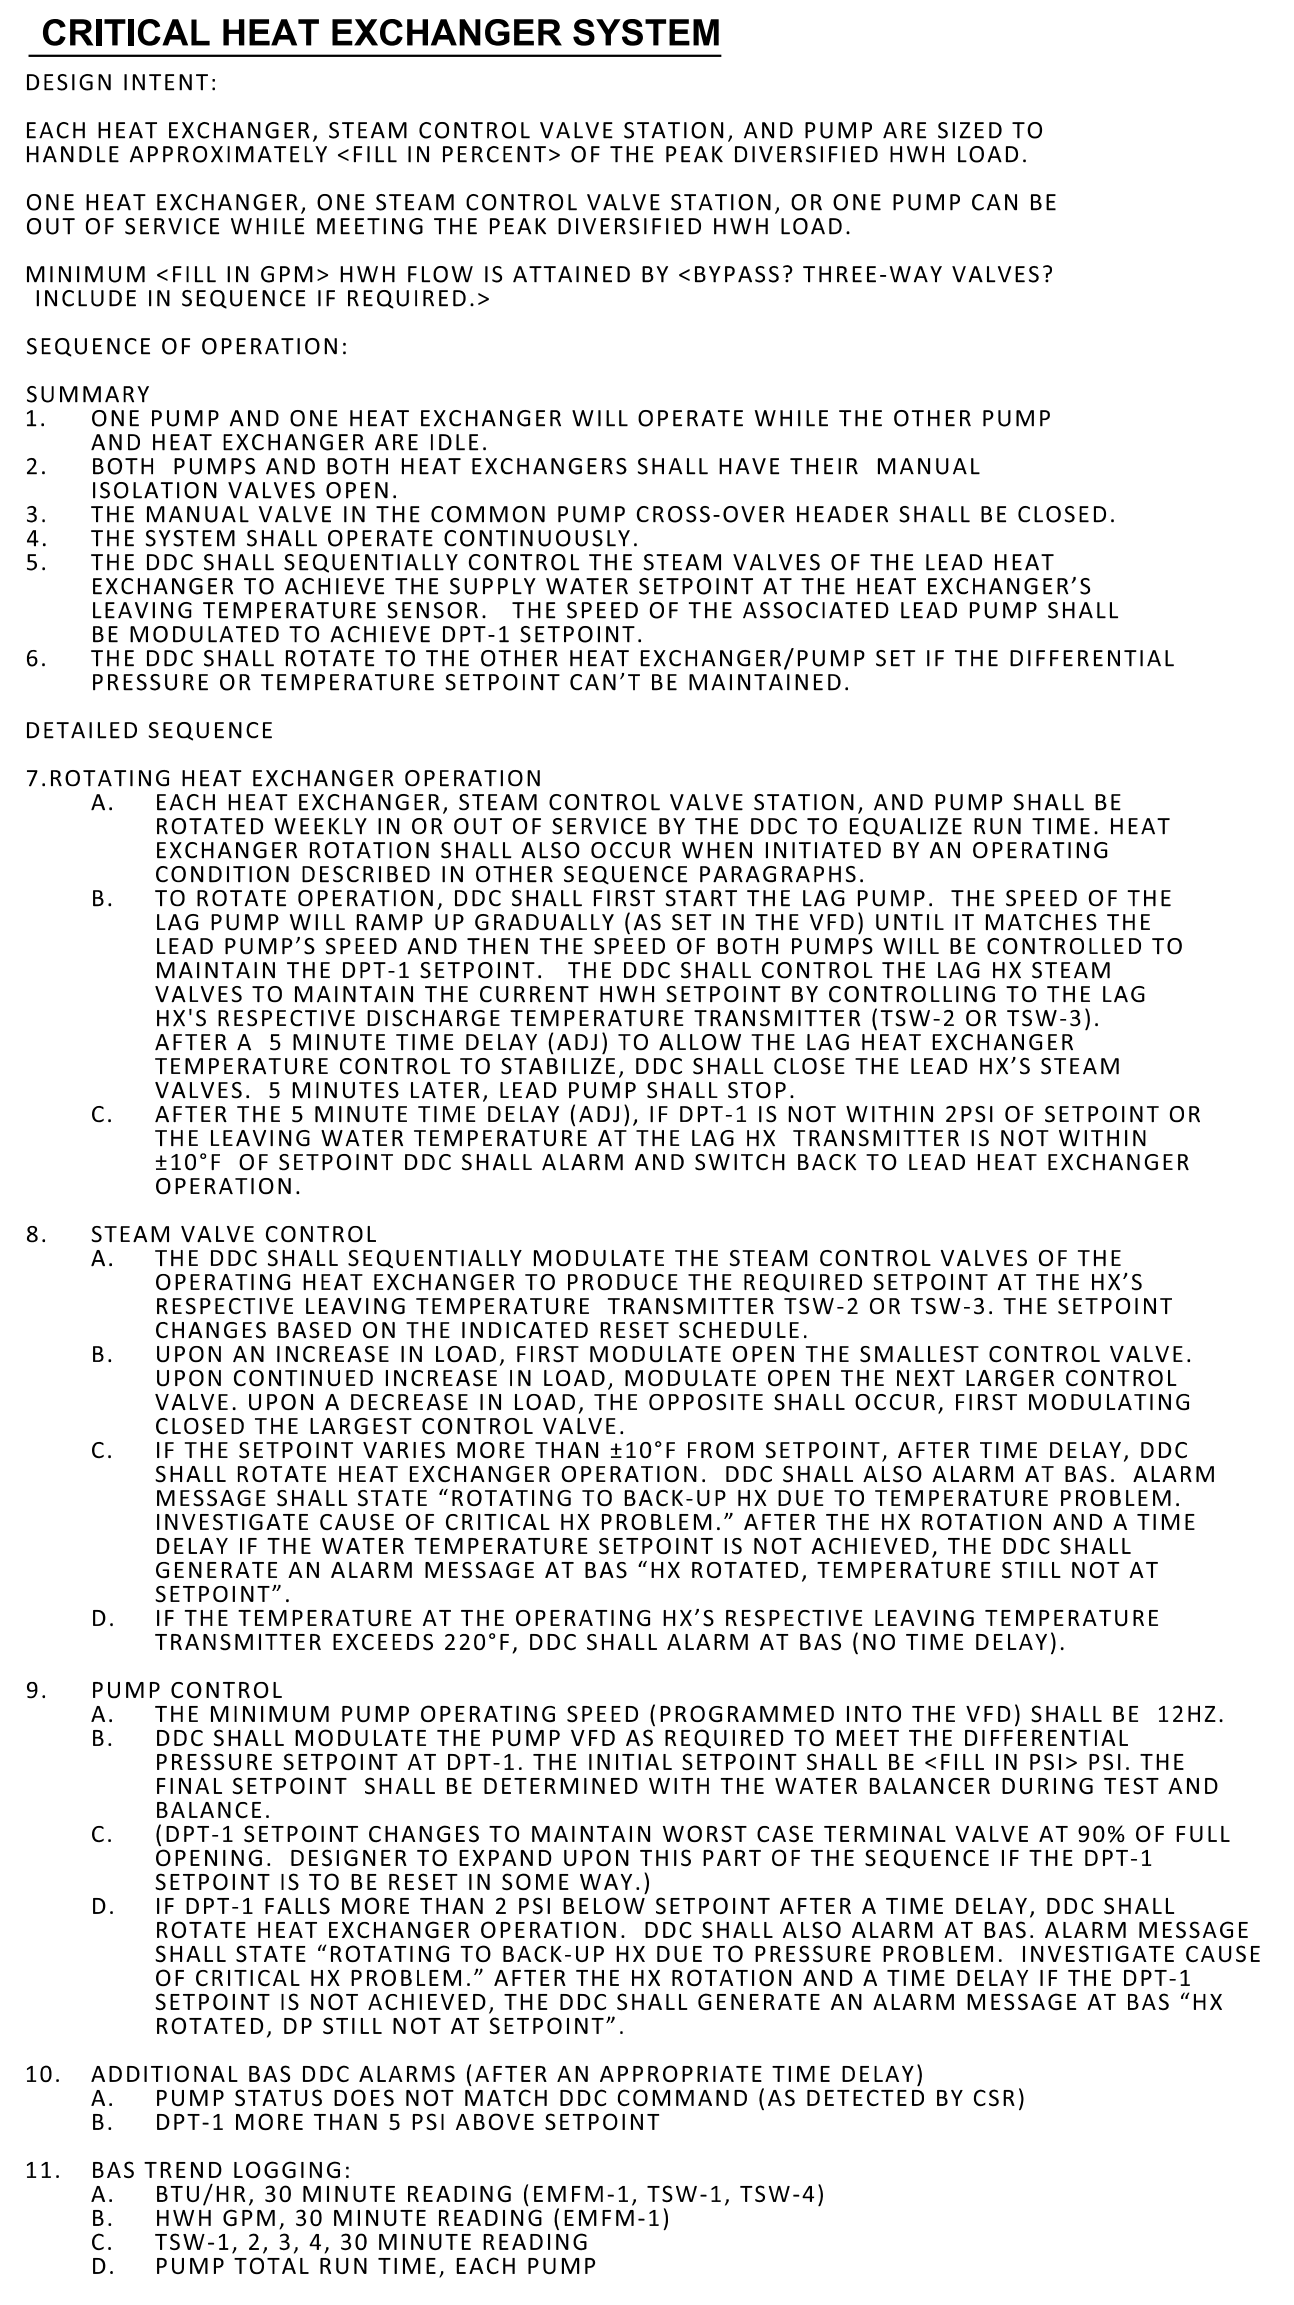 CRITICAL HEAT EXCHANGER SYSTEM
DESIGN INTENT:
EACH HEAT EXCHANGER, STEAM CONTROL VALVE STATION, AND PUMP ARE SIZED TO
HANDLE APPROXIMATELY <FILL IN PERCENT> OF THE PEAK DIVERSIFIED HWH LOAD.
ONE HEAT EXCHANGER, ONE STEAM CONTROL VALVE STATION, OR ONE PUMP CAN BE
OUT OF SERVICE WHILE MEETING THE PEAK DIVERSIFIED HWH LOAD.
MINIMUM <FILL IN GPM> HWH FLOW IS ATTAINED BY <BYPASS? THREE-WAY VALVES?
INCLUDE IN SEQUENCE IF REQUIRED.>
SEQUENCE OF OPERATION:
SUMMARY
1. ONE PUMP AND ONE HEAT EXCHANGER WILL OPERATE WHILE THE OTHER PUMP
AND HEAT EXCHANGER ARE IDLE.
2. BOTH PUMPS AND BOTH HEAT EXCHANGERS SHALL HAVE THEIR MANUAL
ISOLATION VALVES OPEN.
3. THE MANUAL VALVE IN THE COMMON PUMP CROSS-OVER HEADER SHALL BE CLOSED.
4. THE SYSTEM SHALL OPERATE CONTINUOUSLY.
5. THE DDC SHALL SEQUENTIALLY CONTROL THE STEAM VALVES OF THE LEAD HEAT
EXCHANGER TO ACHIEVE THE SUPPLY WATER SETPOINT AT THE HEAT EXCHANGER’S
LEAVING TEMPERATURE SENSOR. THE SPEED OF THE ASSOCIATED LEAD PUMP SHALL
BE MODULATED TO ACHIEVE DPT-1 SETPOINT.
6. THE DDC SHALL ROTATE TO THE OTHER HEAT EXCHANGER/PUMP SET IF THE DIFFERENTIAL
PRESSURE OR TEMPERATURE SETPOINT CAN’T BE MAINTAINED.
DETAILED SEQUENCE
7.ROTATING HEAT EXCHANGER OPERATION
A. EACH HEAT EXCHANGER, STEAM CONTROL VALVE STATION, AND PUMP SHALL BE
ROTATED WEEKLY IN OR OUT OF SERVICE BY THE DDC TO EQUALIZE RUN TIME. HEAT
EXCHANGER ROTATION SHALL ALSO OCCUR WHEN INITIATED BY AN OPERATING
CONDITION DESCRIBED IN OTHER SEQUENCE PARAGRAPHS.
B. TO ROTATE OPERATION, DDC SHALL FIRST START THE LAG PUMP. THE SPEED OF THE
LAG PUMP WILL RAMP UP GRADUALLY (AS SET IN THE VFD) UNTIL IT MATCHES THE
LEAD PUMP’S SPEED AND THEN THE SPEED OF BOTH PUMPS WILL BE CONTROLLED TO
MAINTAIN THE DPT-1 SETPOINT. THE DDC SHALL CONTROL THE LAG HX STEAM
VALVES TO MAINTAIN THE CURRENT HWH SETPOINT BY CONTROLLING TO THE LAG
HX'S RESPECTIVE DISCHARGE TEMPERATURE TRANSMITTER (TSW-2 OR TSW-3).
AFTER A 5 MINUTE TIME DELAY (ADJ) TO ALLOW THE LAG HEAT EXCHANGER
TEMPERATURE CONTROL TO STABILIZE, DDC SHALL CLOSE THE LEAD HX’S STEAM
VALVES. 5 MINUTES LATER, LEAD PUMP SHALL STOP.
C. AFTER THE 5 MINUTE TIME DELAY (ADJ), IF DPT-1 IS NOT WITHIN 2PSI OF SETPOINT OR
THE LEAVING WATER TEMPERATURE AT THE LAG HX TRANSMITTER IS NOT WITHIN
±10°F OF SETPOINT DDC SHALL ALARM AND SWITCH BACK TO LEAD HEAT EXCHANGER
OPERATION.
8. STEAM VALVE CONTROL
A. THE DDC SHALL SEQUENTIALLY MODULATE THE STEAM CONTROL VALVES OF THE
OPERATING HEAT EXCHANGER TO PRODUCE THE REQUIRED SETPOINT AT THE HX’S
RESPECTIVE LEAVING TEMPERATURE TRANSMITTER TSW-2 OR TSW-3. THE SETPOINT
CHANGES BASED ON THE INDICATED RESET SCHEDULE.
B. UPON AN INCREASE IN LOAD, FIRST MODULATE OPEN THE SMALLEST CONTROL VALVE.
UPON CONTINUED INCREASE IN LOAD, MODULATE OPEN THE NEXT LARGER CONTROL
VALVE. UPON A DECREASE IN LOAD, THE OPPOSITE SHALL OCCUR, FIRST MODULATING
CLOSED THE LARGEST CONTROL VALVE.
C. IF THE SETPOINT VARIES MORE THAN ±10°F FROM SETPOINT, AFTER TIME DELAY, DDC
SHALL ROTATE HEAT EXCHANGER OPERATION. DDC SHALL ALSO ALARM AT BAS. ALARM
MESSAGE SHALL STATE “ROTATING TO BACK-UP HX DUE TO TEMPERATURE PROBLEM.
INVESTIGATE CAUSE OF CRITICAL HX PROBLEM.” AFTER THE HX ROTATION AND A TIME
DELAY IF THE WATER TEMPERATURE SETPOINT IS NOT ACHIEVED, THE DDC SHALL
GENERATE AN ALARM MESSAGE AT BAS “HX ROTATED, TEMPERATURE STILL NOT AT
SETPOINT”.
D. IF THE TEMPERATURE AT THE OPERATING HX’S RESPECTIVE LEAVING TEMPERATURE
TRANSMITTER EXCEEDS 220°F, DDC SHALL ALARM AT BAS (NO TIME DELAY).
9. PUMP CONTROL
A. THE MINIMUM PUMP OPERATING SPEED (PROGRAMMED INTO THE VFD) SHALL BE 12HZ.
B. DDC SHALL MODULATE THE PUMP VFD AS REQUIRED TO MEET THE DIFFERENTIAL
PRESSURE SETPOINT AT DPT-1. THE INITIAL SETPOINT SHALL BE <FILL IN PSI> PSI. THE
FINAL SETPOINT SHALL BE DETERMINED WITH THE WATER BALANCER DURING TEST AND
BALANCE.
C. (DPT-1 SETPOINT CHANGES TO MAINTAIN WORST CASE TERMINAL VALVE AT 90% OF FULL
OPENING. DESIGNER TO EXPAND UPON THIS PART OF THE SEQUENCE IF THE DPT-1
SETPOINT IS TO BE RESET IN SOME WAY.)
D. IF DPT-1 FALLS MORE THAN 2 PSI BELOW SETPOINT AFTER A TIME DELAY, DDC SHALL
ROTATE HEAT EXCHANGER OPERATION. DDC SHALL ALSO ALARM AT BAS. ALARM MESSAGE
SHALL STATE “ROTATING TO BACK-UP HX DUE TO PRESSURE PROBLEM. INVESTIGATE CAUSE
OF CRITICAL HX PROBLEM.” AFTER THE HX ROTATION AND A TIME DELAY IF THE DPT-1
SETPOINT IS NOT ACHIEVED, THE DDC SHALL GENERATE AN ALARM MESSAGE AT BAS “HX
ROTATED, DP STILL NOT AT SETPOINT”.
10. ADDITIONAL BAS DDC ALARMS (AFTER AN APPROPRIATE TIME DELAY)
A. PUMP STATUS DOES NOT MATCH DDC COMMAND (AS DETECTED BY CSR)
B. DPT-1 MORE THAN 5 PSI ABOVE SETPOINT
11. BAS TREND LOGGING:
A. BTU/HR, 30 MINUTE READING (EMFM-1, TSW-1, TSW-4)
B. HWH GPM, 30 MINUTE READING (EMFM-1)
C. TSW-1, 2, 3, 4, 30 MINUTE READING
D. PUMP TOTAL RUN TIME, EACH PUMP